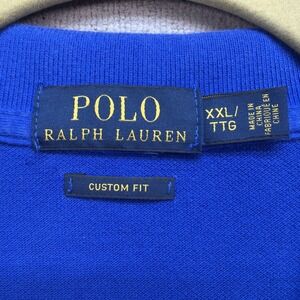 POLO
RALPH LAUREN
XXL/
TTG
MADE IN
CHINA
FABRIQUÉ EN
CHINE
CUSTOM FIT